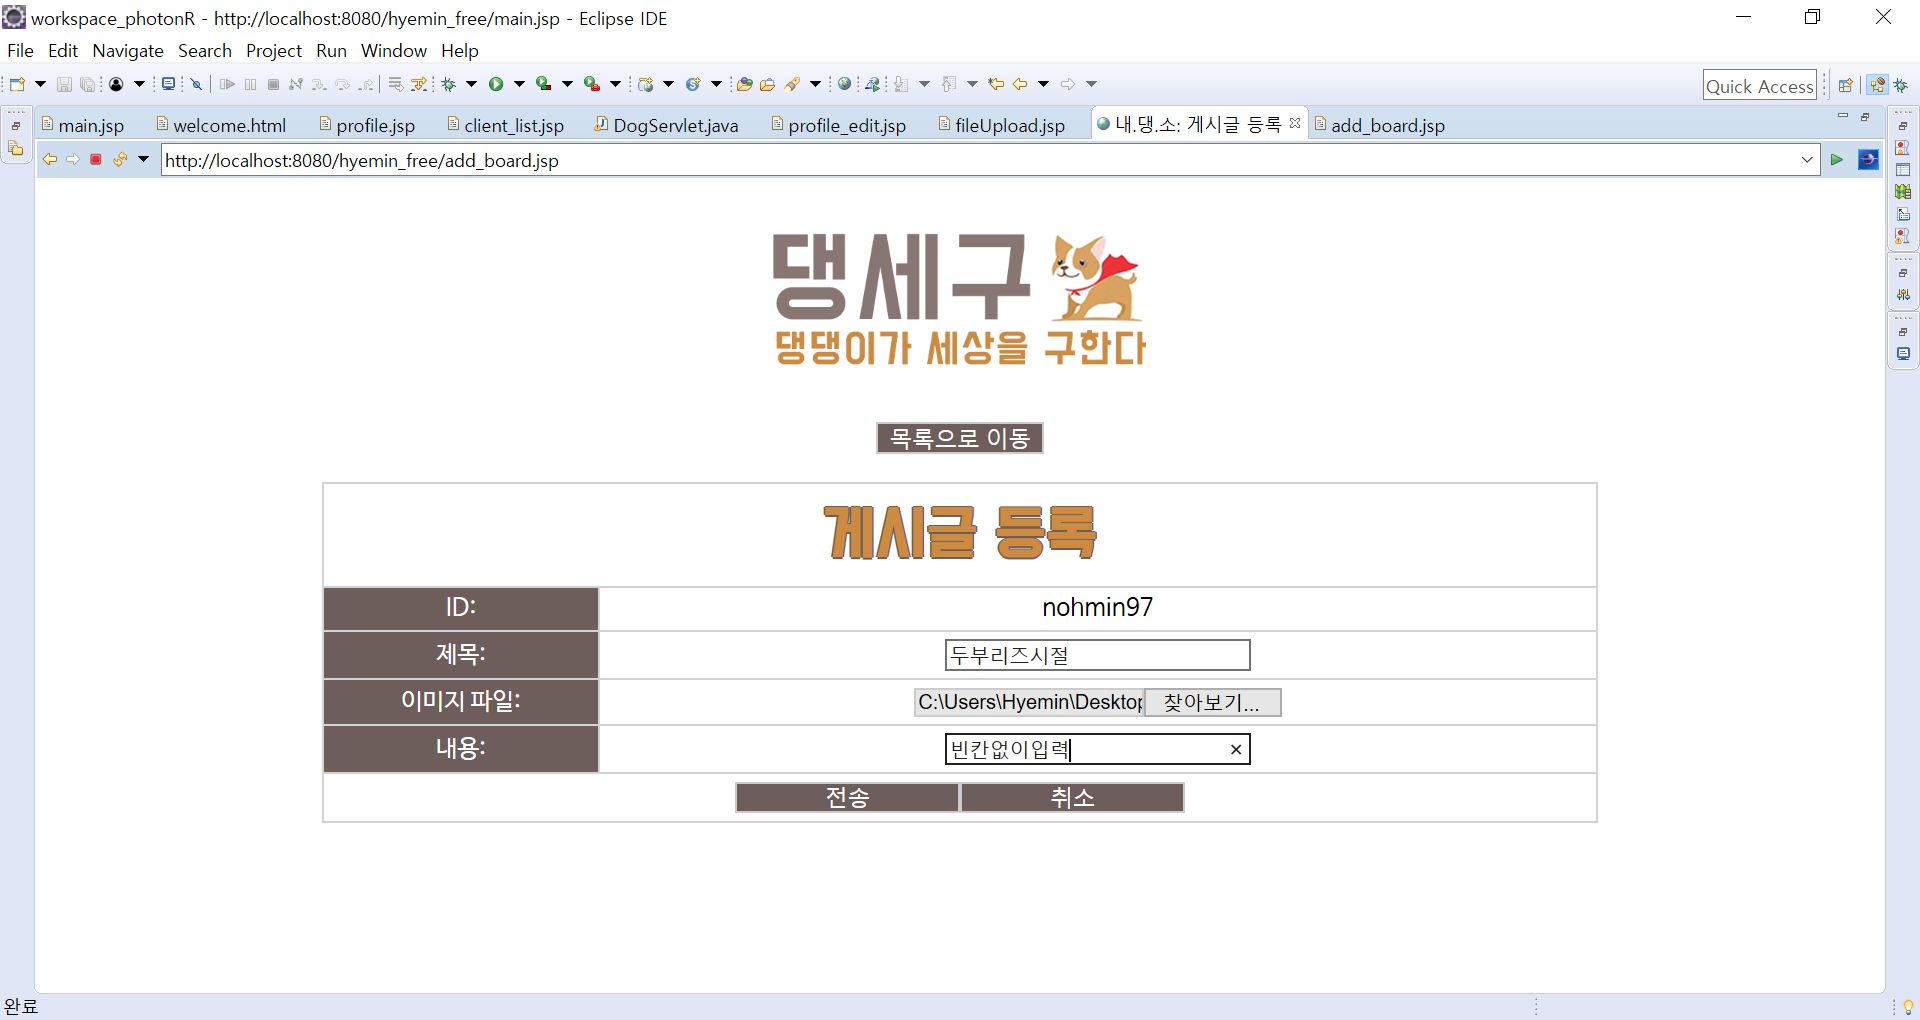 workspace_photonR - http://localhost:8080/hyemin_free/main.jsp - Eclipse IDE
File Edit Navigate Search Project Run Window Help
Quick Access
main.jsp welcome.html profile.jsp client_list.jsp DogServlet.java profile_edit.jsp fileUpload.jsp 내.댕.소: 게시글 등록 add_board.jsp
http://localhost:8080/hyemin_free/add_board.jsp
댕세구
댕댕이가 세상을 구한다
목록으로 이동
게시글 등록
ID: nohmin97
제목: 두부리즈시절
이미지 파일: C:\Users\Hyemin\Desktop 찾아보기...
내용: 빈칸없이입력
전송 취소
완료